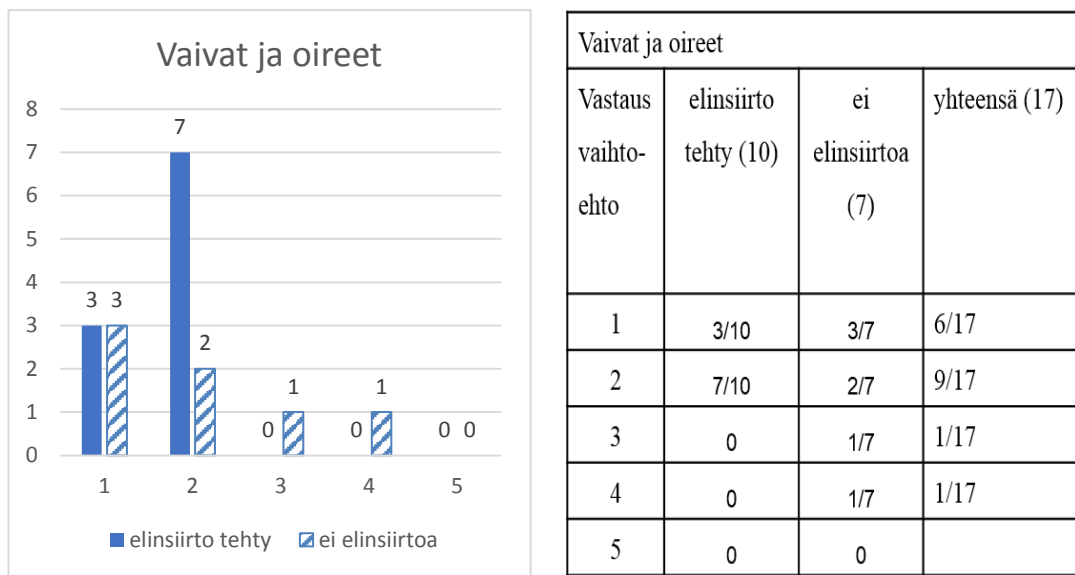 Vaivat ja oireet
8
7
6
5
4
3
2
1
0
3 3
7
2
0 1
0 1
0 0
1 2 3 4 5
elinsiirto tehty ei elinsiirtoa
Vaivat ja oireet
Vastaus elinsiirto ei yhteensä (17)
vaihto- tehty (10) elinsiirtoa
ehto (7)
1 3/10 3/7 6/17
2 7/10 2/7 9/17
3 0 1/7 1/17
4 0 1/7 1/17
5 0 0